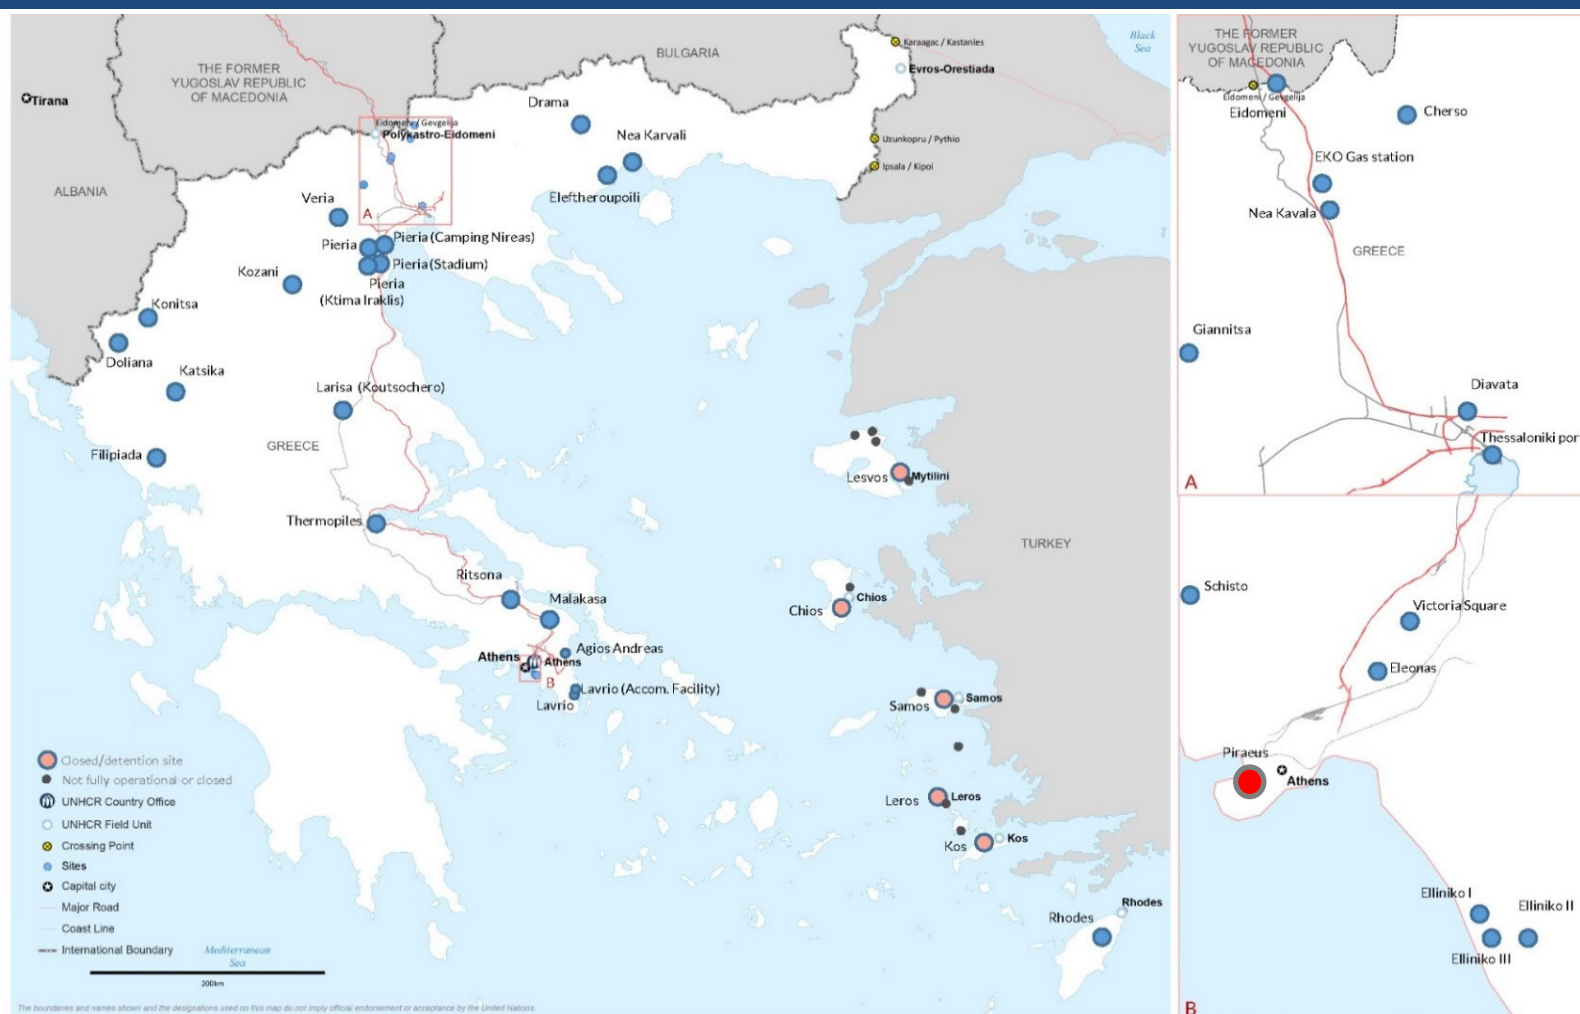 Black
Sea
BULGARIA
Karaagac / Kastanies
Evros-Orestiada
THE FORMER
YUGOSLAV REPUBLIC
OF MACEDONIA
Tirana
Drama
Eidomeni / Gevgelija
Polykastro-Eidomeni
Nea Karvali
Uzunkopru / Pythio
Ipsala / Kipoi
ALBANIA
Eleftheroupoili
Veria
A
Pieria
Pieria (Camping Nireas)
Pieria (Stadium)
Kozani
Pieria
(Ktima Iraklis)
Konitsa
Doliana
Katsika
Larisa (Koutsochero)
GREECE
Filipiada
Lesvos
Mytilini
Thermopiles
TURKEY
Ritsona
Malakasa
Chios
Chios
Agios Andreas
Athens
Athens
B
Lavrio (Accom. Facility)
Lavrio
Samos
Samos
Leros
Leros
Kos
Kos
Rhodes
Rhodes
Closed/detention site
Not fully operational or closed
UNHCR Country Office
UNHCR Field Unit
Crossing Point
Sites
Capital city
Major Road
Coast Line
International Boundary
Mediterranean
Sea
200km
The boundaries and names shown and the designations used on this map do not imply official endorsement or acceptance by the United Nations.
THE FORMER
YUGOSLAV REPUBLIC
OF MACEDONIA
Eidomeni / Gevgelija
Eidomeni
Cherso
EKO Gas station
Nea Kavala
GREECE
Giannitsa
Diavata
Thessaloniki por
A
Schisto
Victoria Square
Eleonas
Piraeus
Athens
Elliniko I
Elliniko II
Elliniko III
B